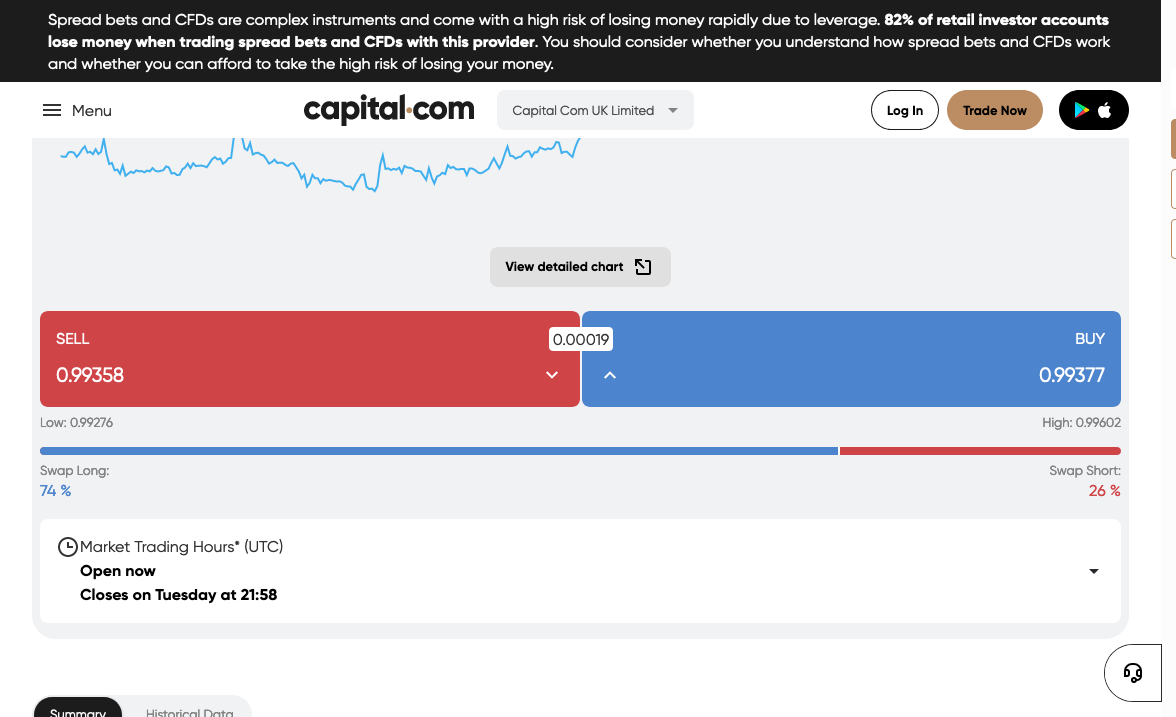 Spread bets and CFDs are complex instruments and come with a high risk of losing money rapidly due to leverage. 82% of retail investor accounts
lose money when trading spread bets and CFDs with this provider. You should consider whether you understand how spread bets and CFDs work
and whether you can afford to take the high risk of losing your money.
Menu
capital.com
Capital Com UK Limited
Log In
Trade Now
View detailed chart
SELL
0.00019
BUY
0.99358
0.99377
Low: 0.99276
High: 0.99602
Swap Long:
Swap Short:
74 %
26 %
Market Trading Hours* (UTC)
Open now
Closes on Tuesday at 21:58
Summary
Historical Data